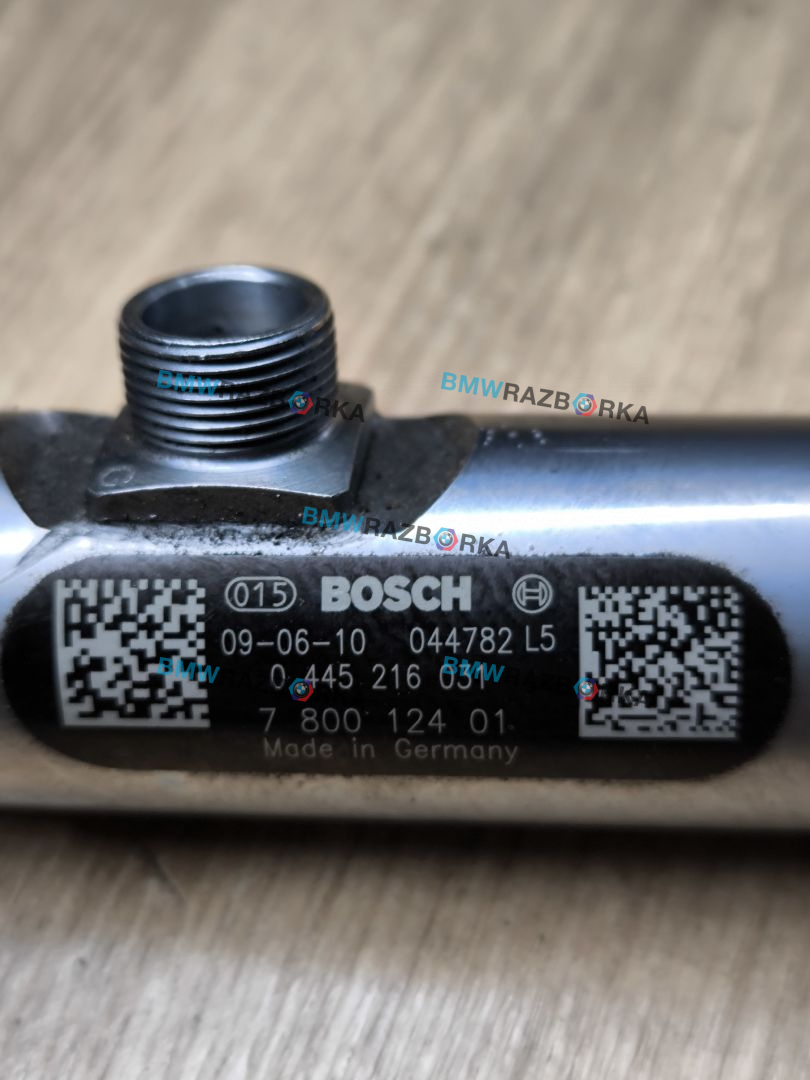 BMWRAZBORKA
BMWRAZBORKA
G
BMWRAZBORKA
015 BOSCH
09-06-10 044782 L5
0 445 216 031
7 800 124 01
Made in Germany